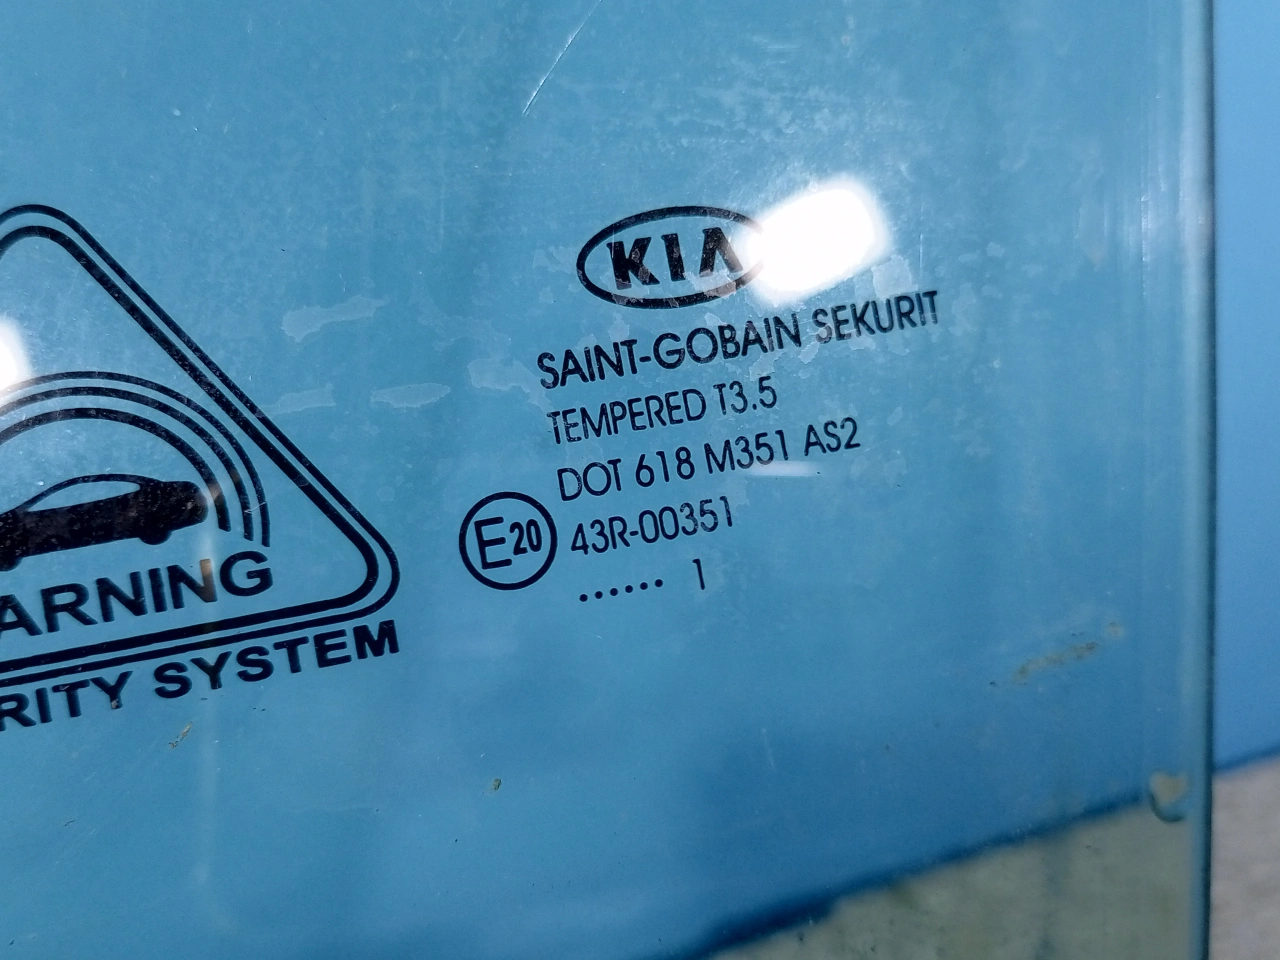 KIA
SAINT-GOBAIN SEKURIT
TEMPERED T3.5
DOT 618 M351 AS2
E20 43R-00351
...... 1
ARNING
RITY SYSTEM